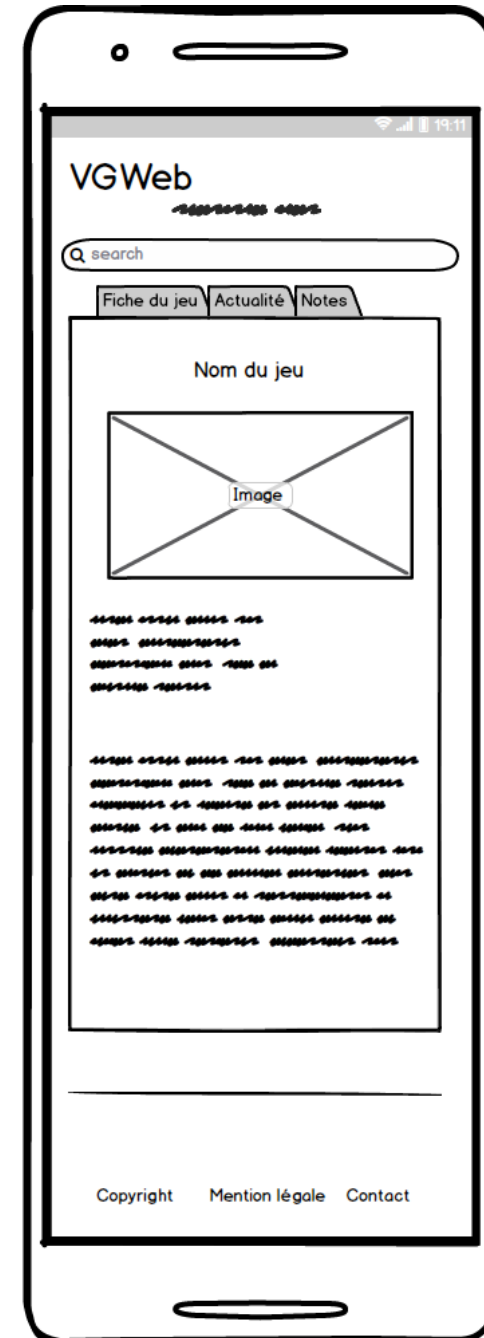 19:11
VGWeb
search
Fiche du jeu Actualité Notes
Nom du jeu
Image
Copyright Mention légale Contact